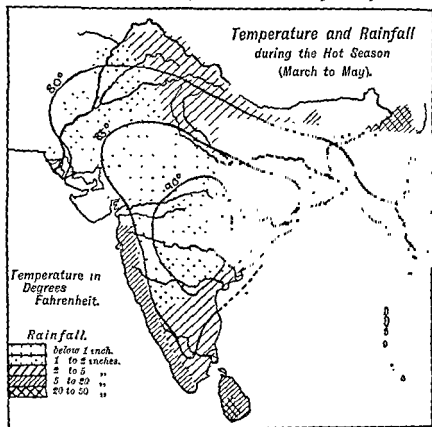 Temperature and Rainfall
during the Hot Season
(March to May).
80°
85°
90°
Temperature in
Degrees
Fahrenheit.
Rainfall.
below 1 inch.
1 to 2 inches.
2 to 5 "
5 to 20 "
20 to 50 "